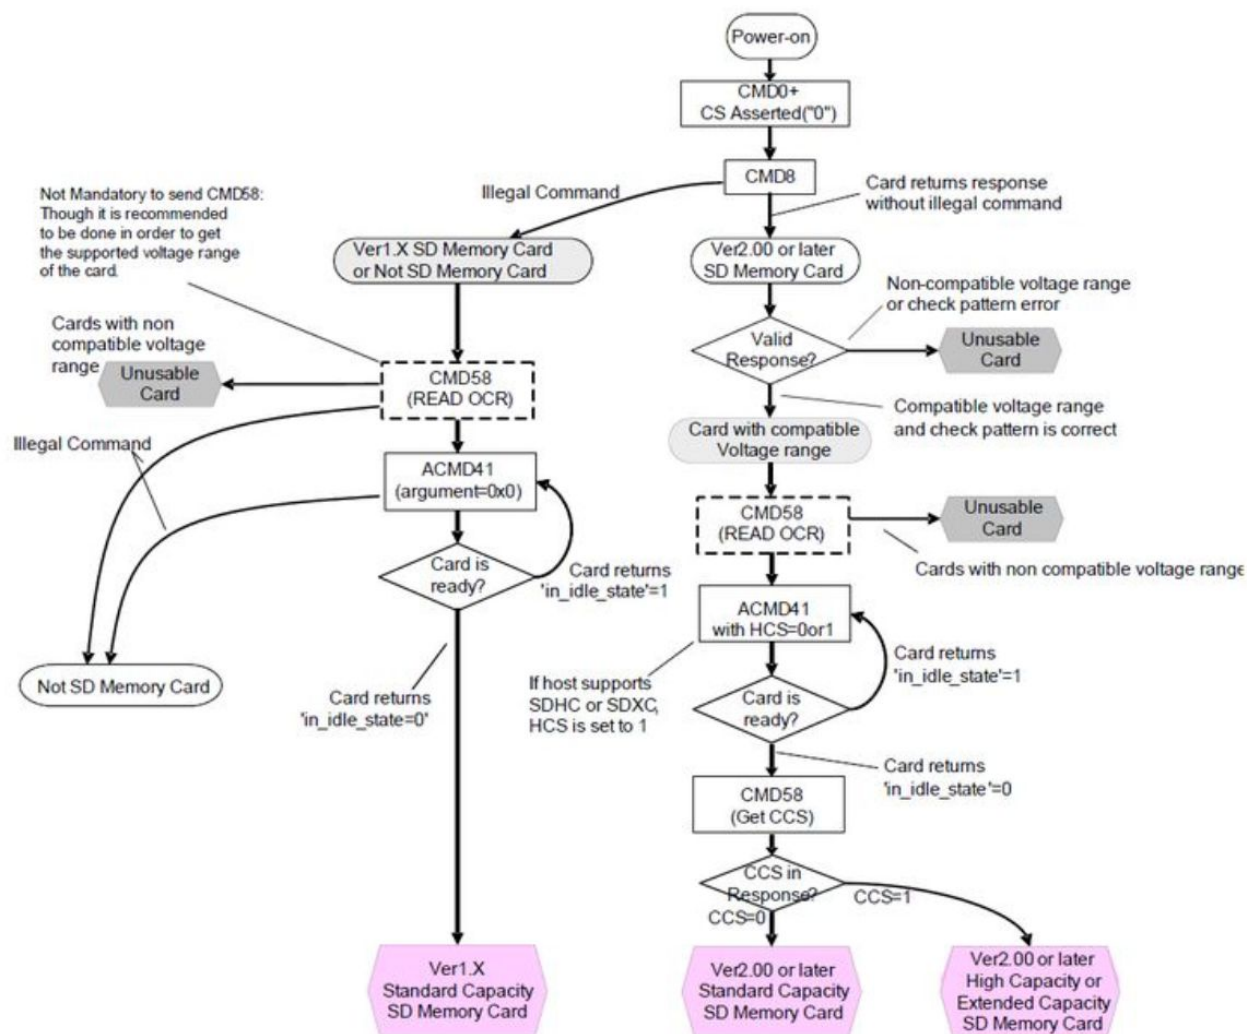 Power-on
CMD0+
CS Asserted("0")
CMD8
Illegal Command
Card returns response
without illegal command
Not Mandatory to send CMD58:
Though it is recommended
to be done in order to get
the supported voltage range
of the card.
Ver1.X SD Memory Card
or Not SD Memory Card
Ver2.00 or later
SD Memory Card
Non-compatible voltage range
or check pattern error
Cards with non
compatible voltage
range
Unusable
Card
CMD58
(READ OCR)
Valid
Response?
Unusable
Card
Compatible voltage range
and check pattern is correct
Card with compatible
Voltage range
Illegal Command
ACMD41
(argument=0x0)
CMD58
(READ OCR)
Unusable
Card
Cards with non compatible voltage range
Card is
ready?
Card returns
'in_idle_state'=1
ACMD41
with HCS=0or1
Card returns
'in_idle_state'=1
Not SD Memory Card
Card returns
'in_idle_state=0'
If host supports
SDHC or SDXC,
HCS is set to 1
Card is
ready?
Card returns
'in_idle_state'=0
CMD58
(Get CCS)
CCS in
Response?
CCS=0
CCS=1
Ver1.X
Standard Capacity
SD Memory Card
Ver2.00 or later
Standard Capacity
SD Memory Card
Ver2.00 or later
High Capacity or
Extended Capacity
SD Memory Card